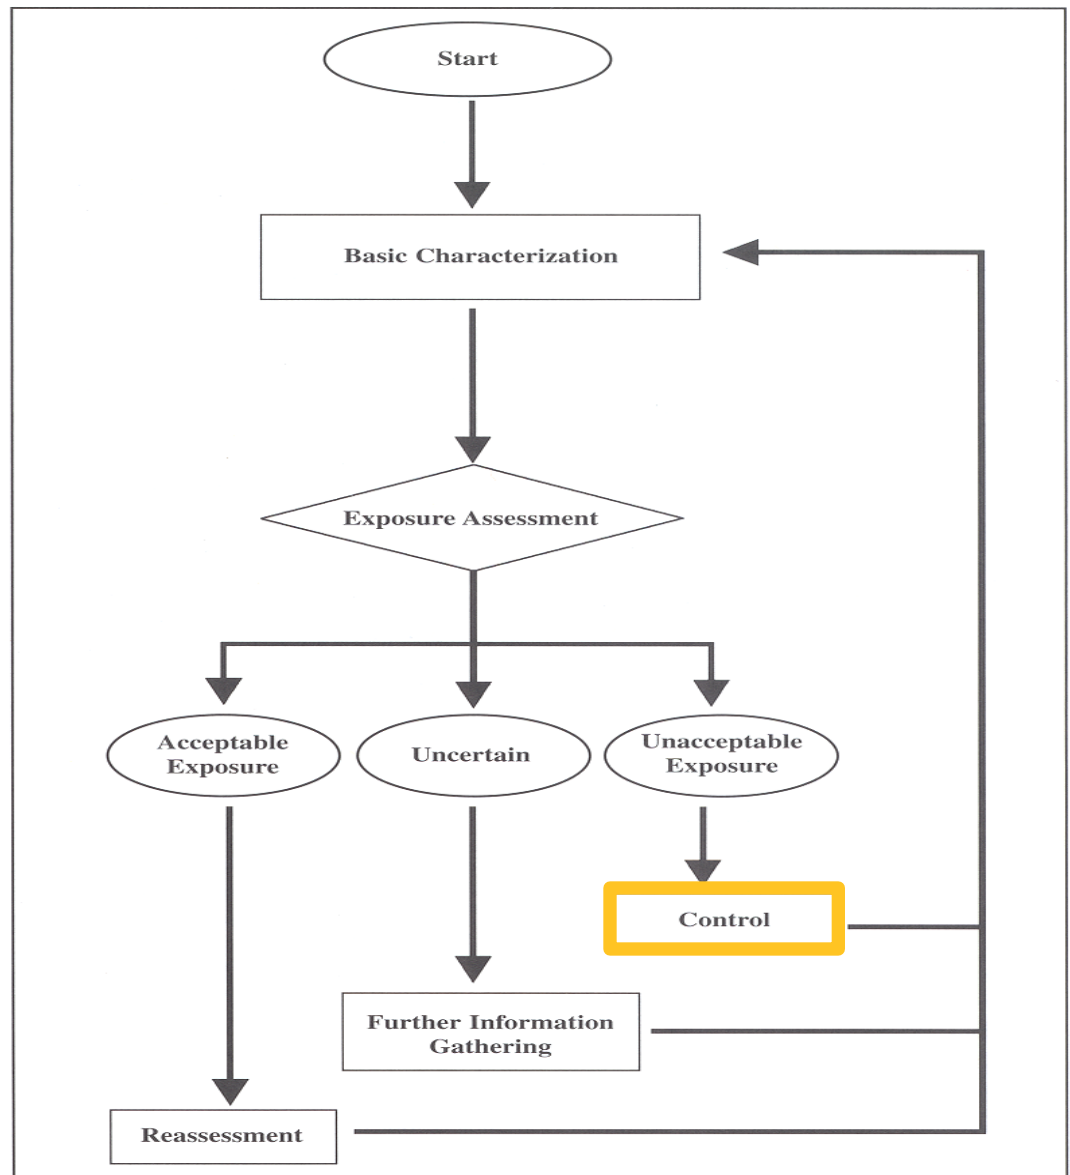 Start
Basic Characterization
Exposure Assessment
Acceptable
Exposure
Uncertain
Unacceptable
Exposure
Control
Further Information
Gathering
Reassessment